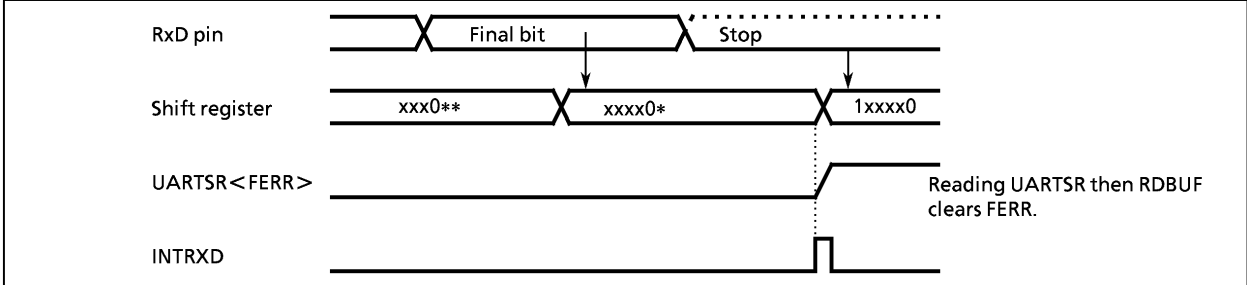 RxD pin
Final bit
Stop
Shift register
xxx0**
xxxx0*
1xxxx0
UARTSR<FERR>
Reading UARTSR then RDBUF
clears FERR.
INTRXD